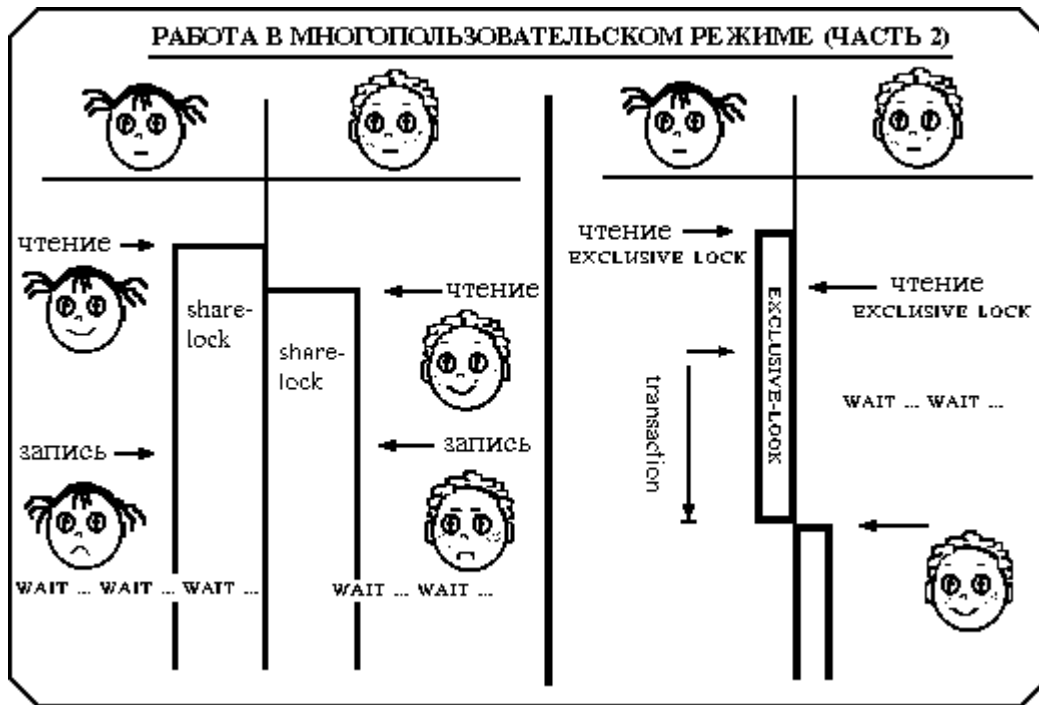 РАБОТА В МНОГОПОЛЬЗОВАТЕЛЬСКОМ РЕЖИМЕ (ЧАСТЬ 2)
чтение
share-
lock
чтение
share-
lock
запись
запись
WAIT ... WAIT ... WAIT ...
WAIT ... WAIT ...
чтение
EXCLUSIVE LOCK
чтение
EXCLUSIVE LOCK
EXCLUSIVE-LOOK
transaction
WAIT ... WAIT ...